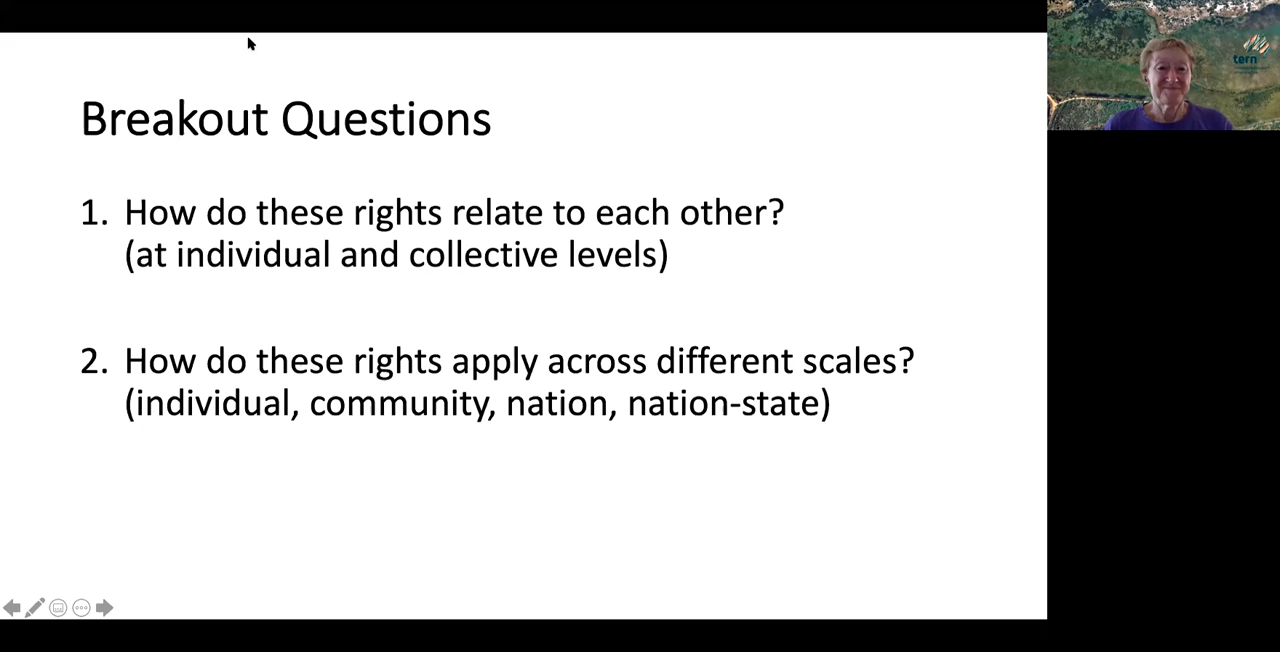 Breakout Questions
1. How do these rights relate to each other?
(at individual and collective levels)
2. How do these rights apply across different scales?
(individual, community, nation, nation-state)
tern